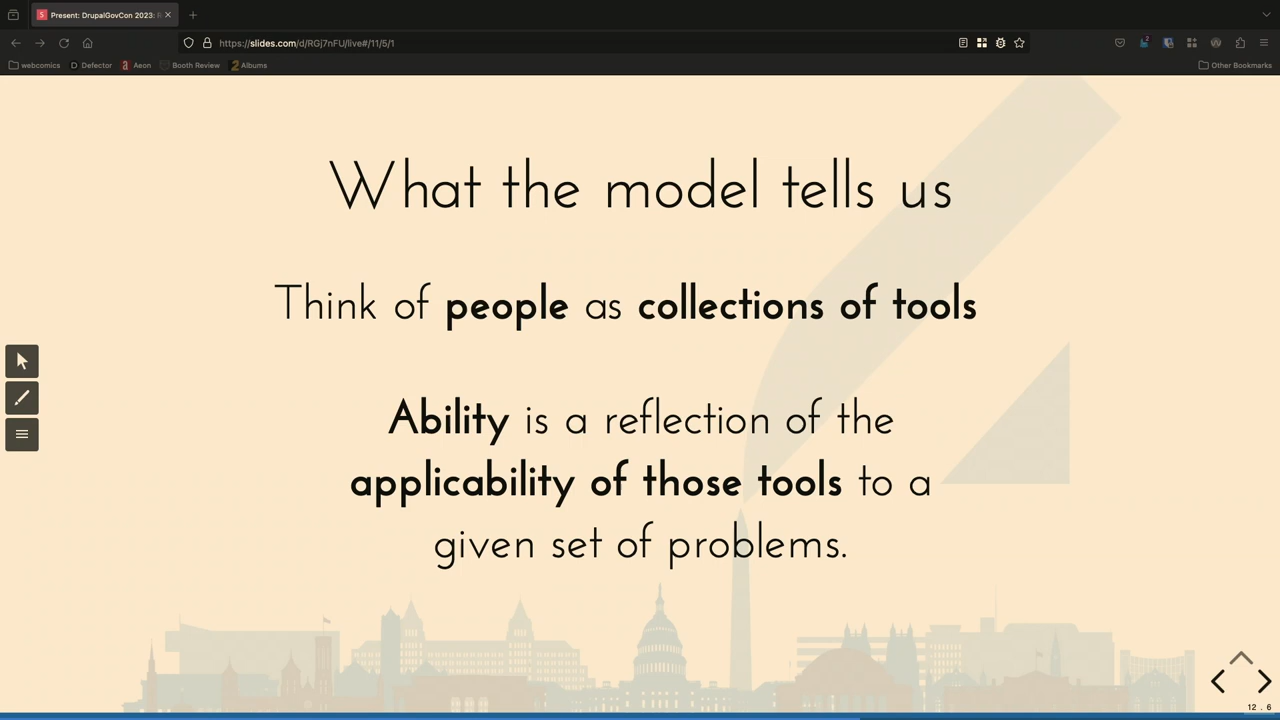 Present: DrupalGovCon 2023:
https://slides.com/d/RGj7nFU/live#/11/5/1
webcomics
D Defector
a Aeon
Booth Review
2 Albums
Other Bookmarks
What the model tells us
Think of people as collections of tools
Ability is a reflection of the
applicability of those tools to a
given set of problems.
12 . 6